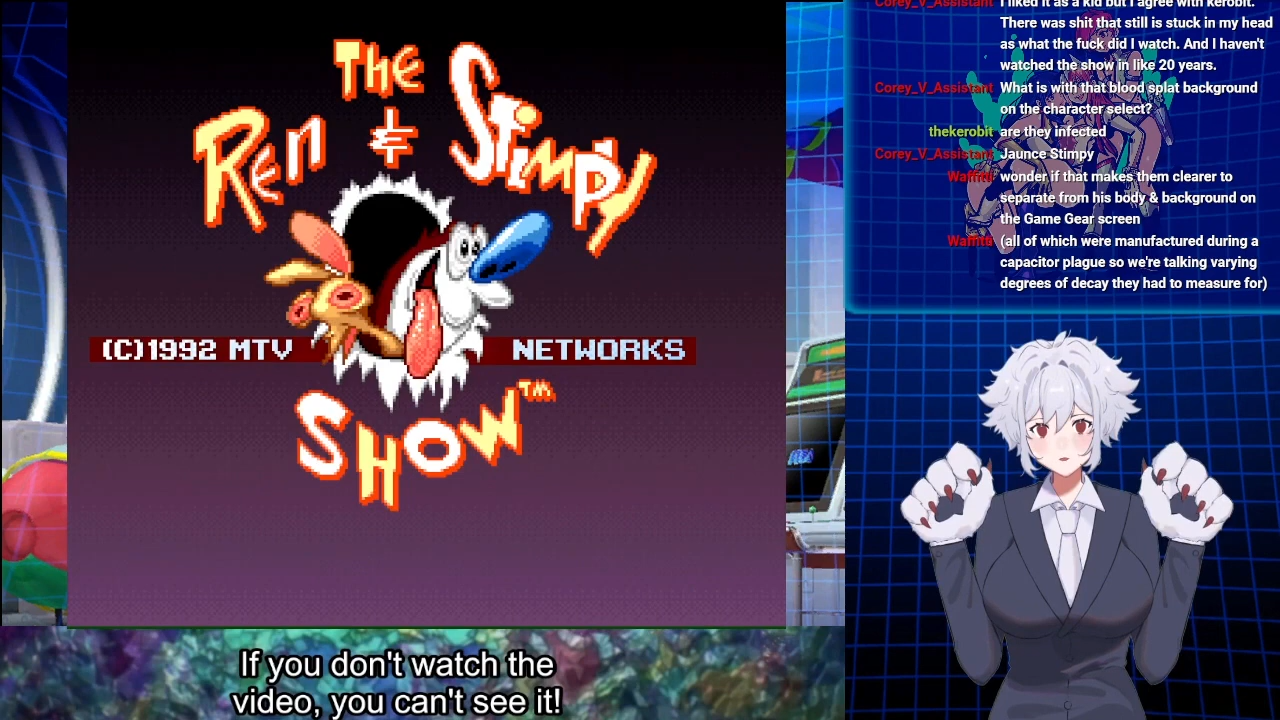 The
Ren & Stimpy
(C)1992 MTV NETWORKS
Show™
If you don't watch the
video, you can't see it!
Corey_V_Assistant I liked it as a kid but I agree with kerobit.
There was shit that still is stuck in my head
as what the fuck did I watch. And I haven't
watched the show in like 20 years.
Corey_V_Assistant What is with that blood splat background
on the character select?
thekerobit are they infected
Corey_V_Assistant Jaunce Stimpy
wonder if that makes them clearer to
separate from his body & background on
the Game Gear screen
(all of which were manufactured during a
capacitor plague so we're talking varying
degrees of decay they had to measure for)